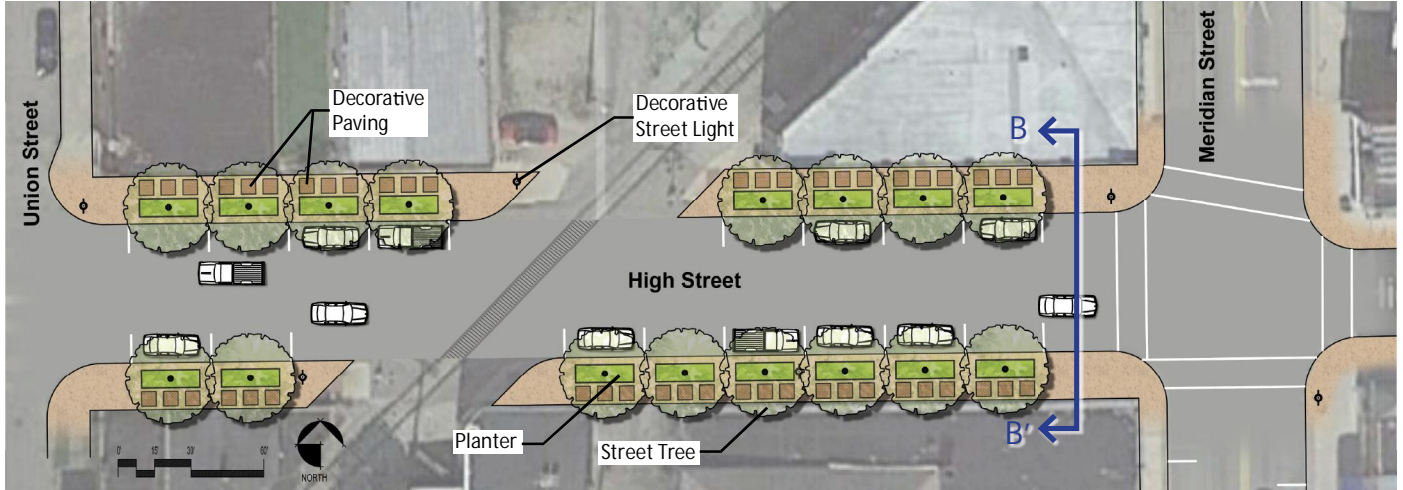 Union Street
Decorative
Paving
Decorative
Street Light
B
Meridian Street
High Street
Planter
Street Tree
B'
0' 15' 30' 60'
NORTH